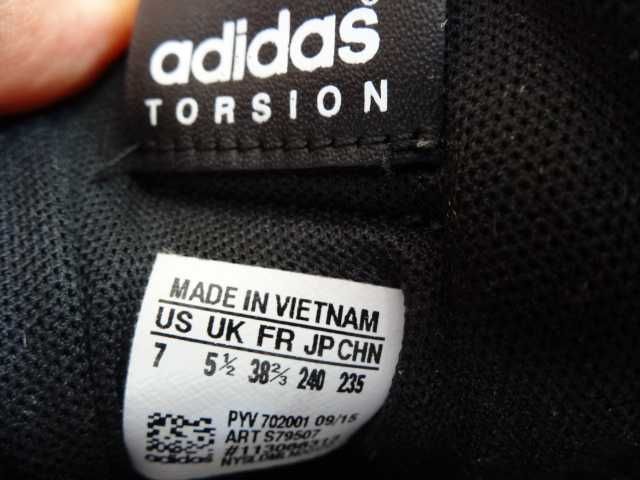 adidas
TORSION
MADE IN VIETNAM
US UK FR JP CHN
7 5½ 38⅔ 240 235
PYV 702001 09/15
ART S79507
adidas